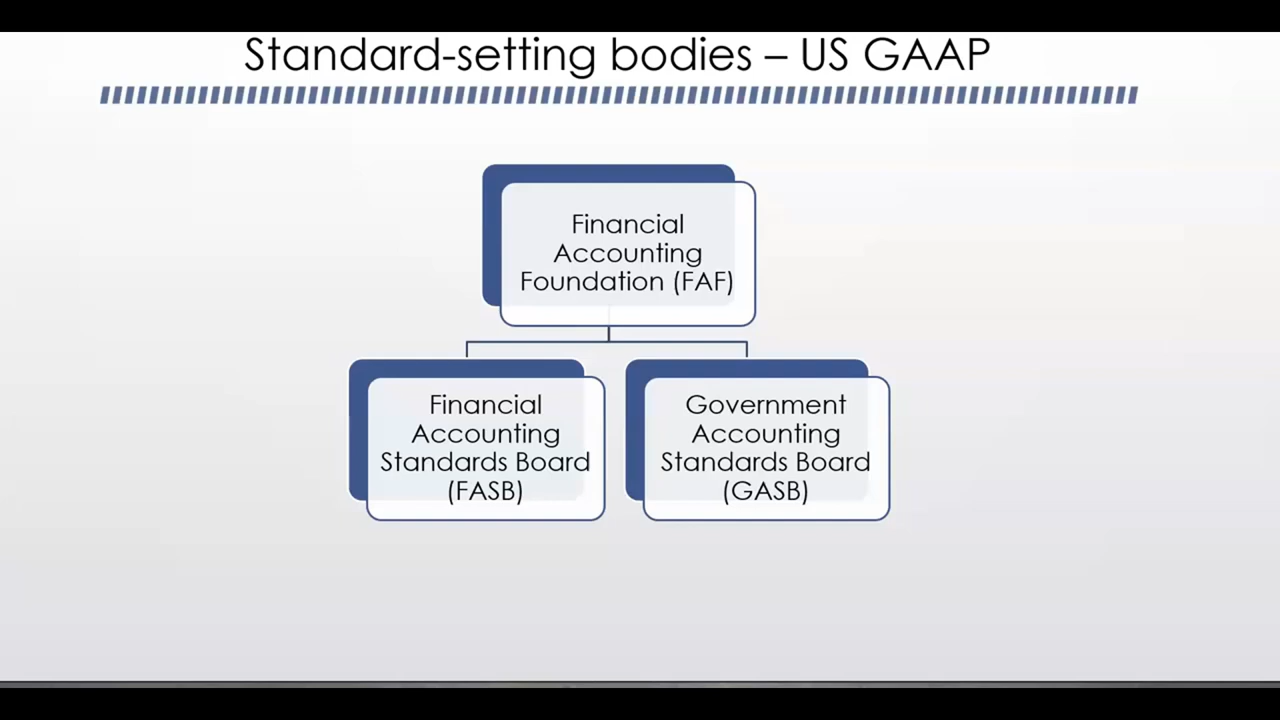 Standard-setting bodies – US GAAP
Financial
Accounting
Foundation (FAF)
Financial
Accounting
Standards Board
(FASB)
Government
Accounting
Standards Board
(GASB)